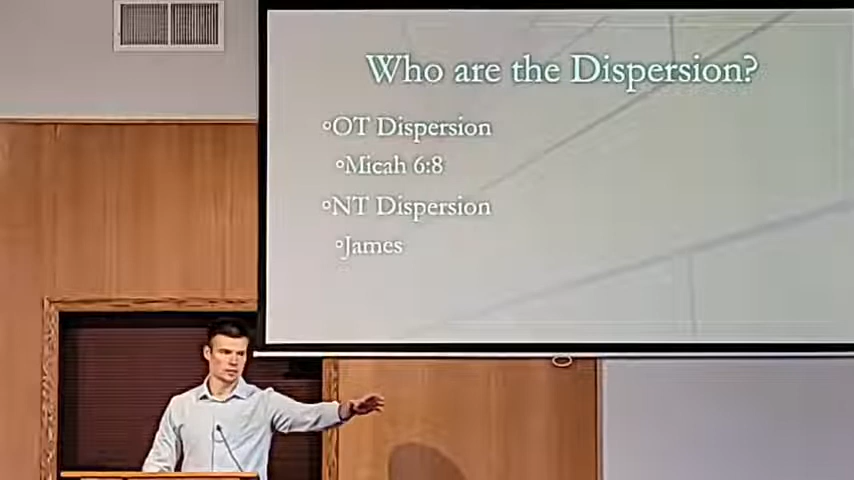 Who are the Dispersion?
OT Dispersion
Micah 6:8
NT Dispersion
James